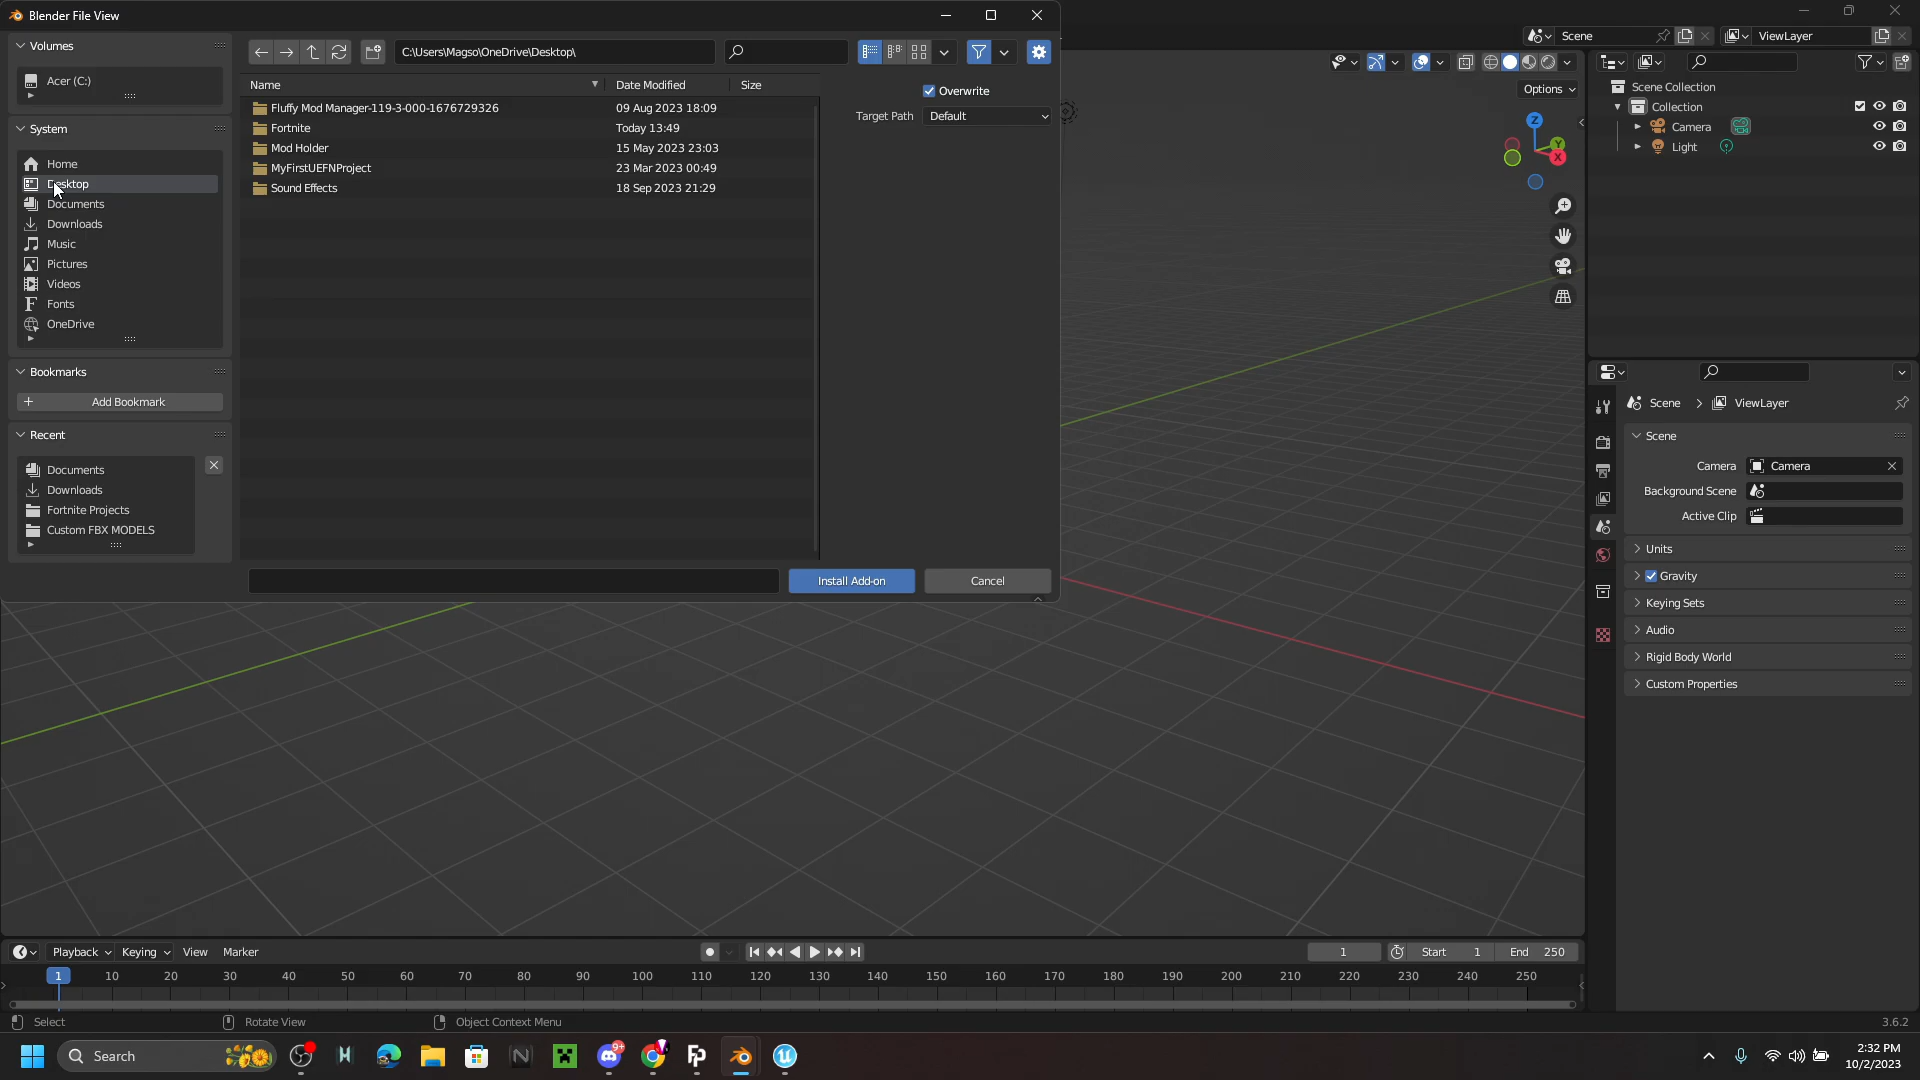 Blender File View
Volumes
Acer (C:)
System
Home
Desktop
Documents
Downloads
Music
Pictures
Videos
Fonts
OneDrive
Bookmarks
Add Bookmark
Recent
Documents
Downloads
Fortnite Projects
Custom FBX MODELS
C:\Users\Magso\OneDrive\Desktop\
Name Date Modified Size
Fluffy Mod Manager-119-3-000-1676729326 09 Aug 2023 18:09
Fortnite Today 13:49
Mod Holder 15 May 2023 23:03
MyFirstUEFNProject 23 Mar 2023 00:49
Sound Effects 18 Sep 2023 21:29
Overwrite
Target Path Default
Install Add-on Cancel
Scene ViewLayer
Options
Z
Y
X
Scene Collection
Collection
Camera
Light
Scene ViewLayer
Scene
Camera Camera
Background Scene
Active Clip
Units
Gravity
Keying Sets
Audio
Rigid Body World
Custom Properties
Playback Keying View Marker
1 Start 1 End 250
1 10 20 30 40 50 60 70 80 90 100 110 120 130 140 150 160 170 180 190 200 210 220 230 240 250
Select Rotate View Object Context Menu 3.6.2
Search
9+
2:32 PM
10/2/2023